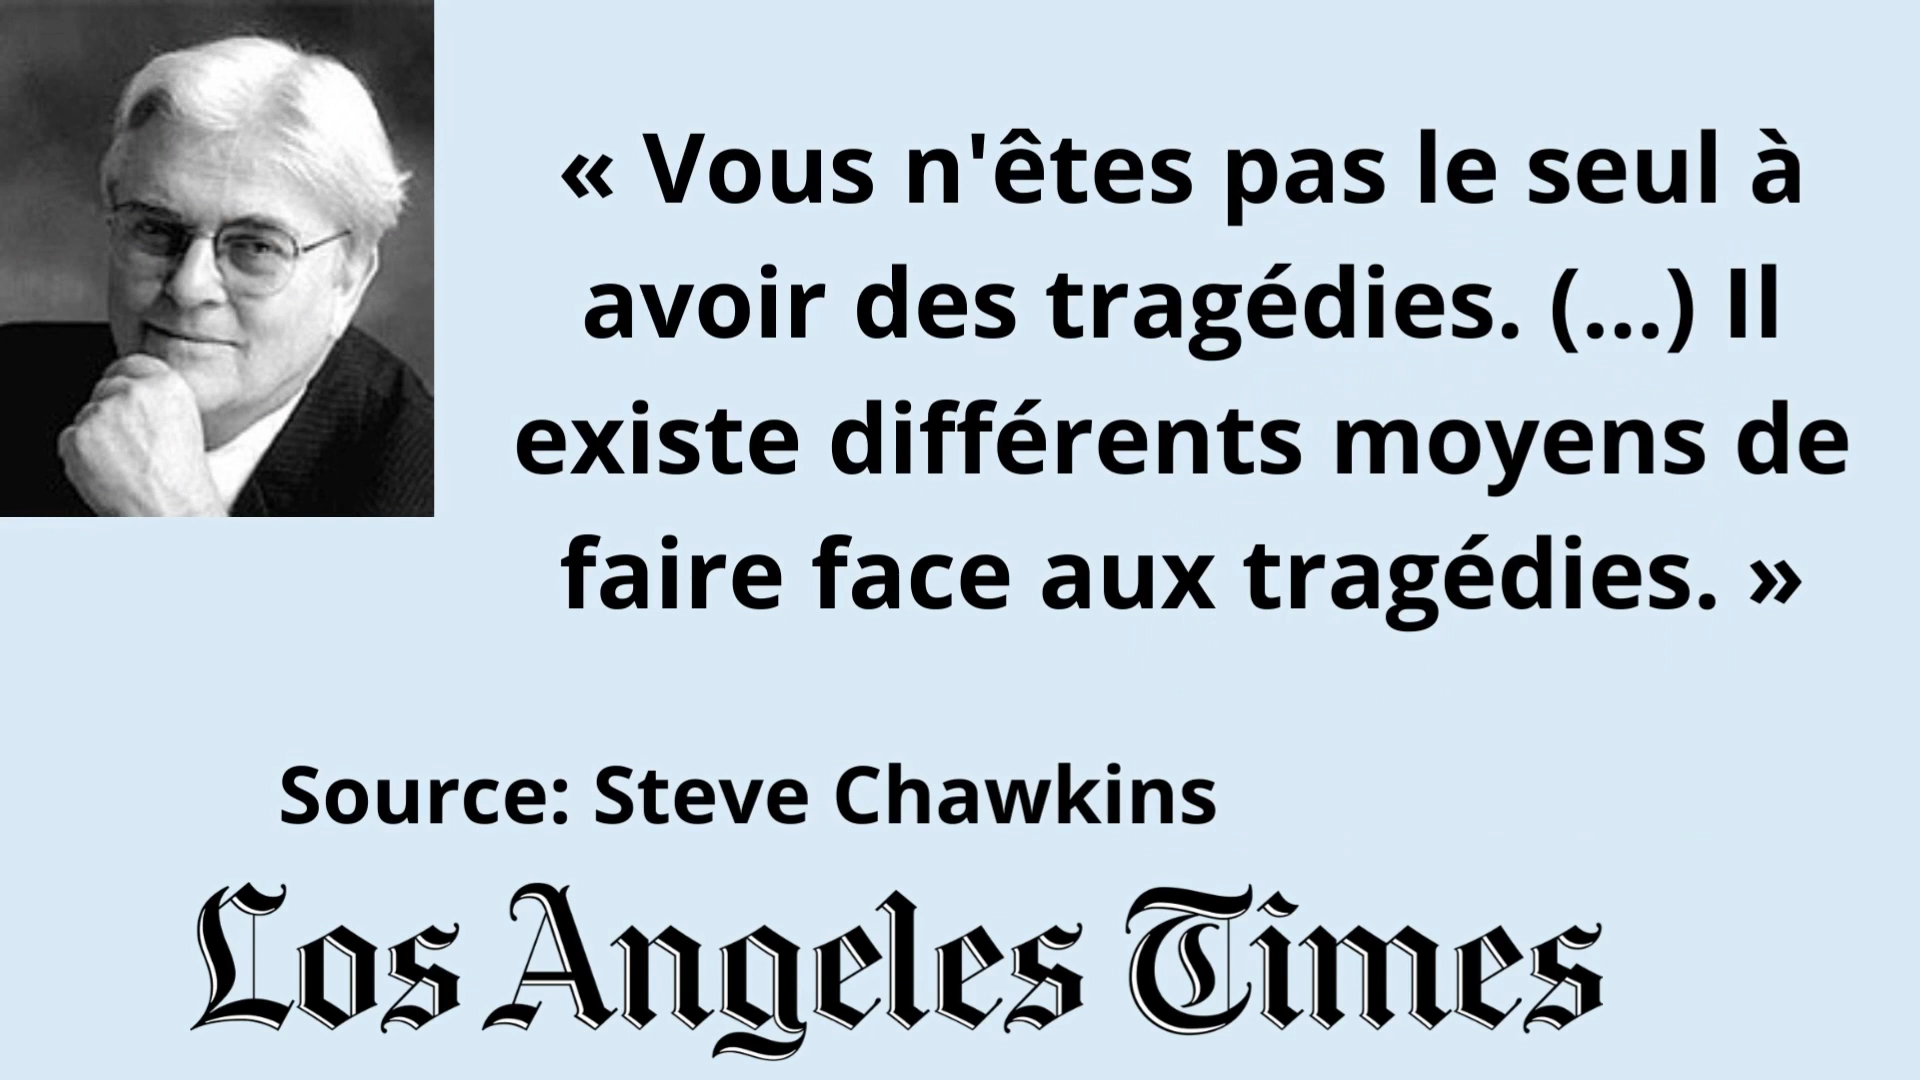 « Vous n'êtes pas le seul à
avoir des tragédies. (...) Il
existe différents moyens de
faire face aux tragédies. »
Source: Steve Chawkins
Los Angeles Times